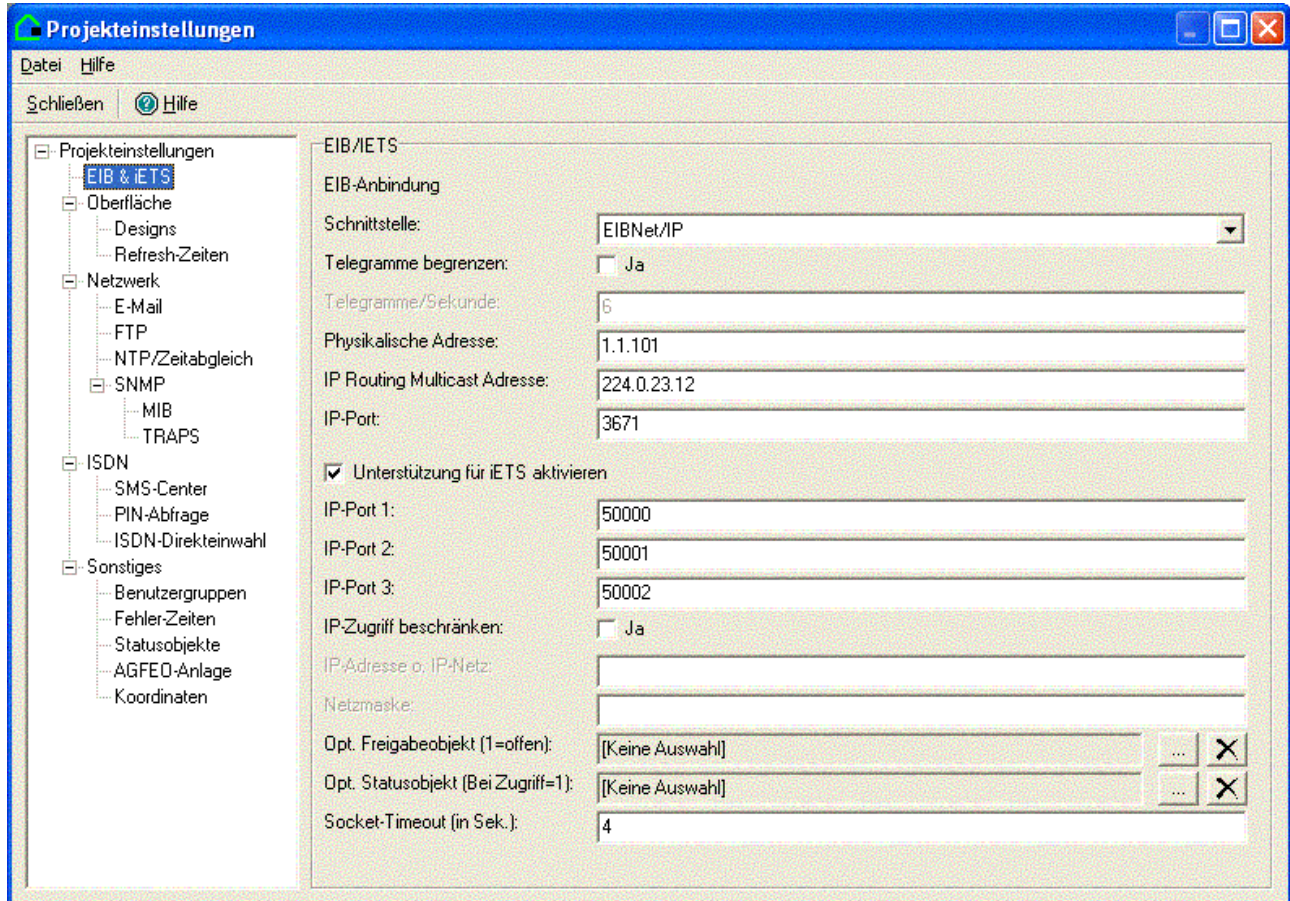 Projekteinstellungen
Datei Hilfe
Schließen Hilfe
Projekteinstellungen
EIB & iETS
Oberfläche
Designs
Refresh-Zeiten
Netzwerk
E-Mail
FTP
NTP/Zeitabgleich
SNMP
MIB
TRAPS
ISDN
SMS-Center
PIN-Abfrage
ISDN-Direkteinwahl
Sonstiges
Benutzergruppen
Fehler-Zeiten
Statusobjekte
AGFEO-Anlage
Koordinaten
EIB/IETS
EIB-Anbindung
Schnittstelle: EIBNet/IP
Telegramme begrenzen: Ja
Telegramme/Sekunde: 6
Physikalische Adresse: 1.1.101
IP Routing Multicast Adresse: 224.0.23.12
IP-Port: 3671
Unterstützung für iETS aktivieren
IP-Port 1: 50000
IP-Port 2: 50001
IP-Port 3: 50002
IP-Zugriff beschränken: Ja
IP-Adresse o. IP-Netz:
Netzmaske:
Opt. Freigabeobjekt (1=offen): [Keine Auswahl] ...
Opt. Statusobjekt (Bei Zugriff=1): [Keine Auswahl] ...
Socket-Timeout (in Sek.): 4